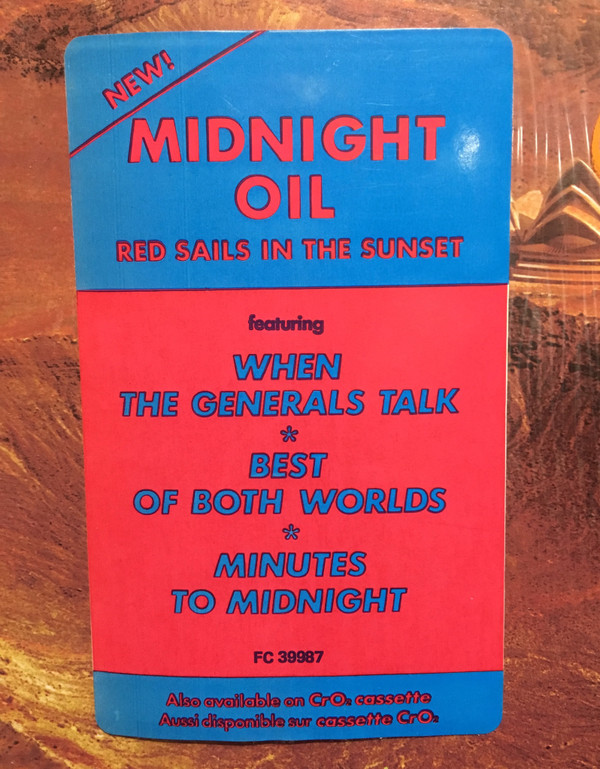 NEW!
MIDNIGHT
OIL
RED SAILS IN THE SUNSET
featuring
WHEN
THE GENERALS TALK
*
BEST
OF BOTH WORLDS
*
MINUTES
TO MIDNIGHT
FC 39987
Also available on CrO₂ cassette
Aussi disponible sur cassette CrO₂